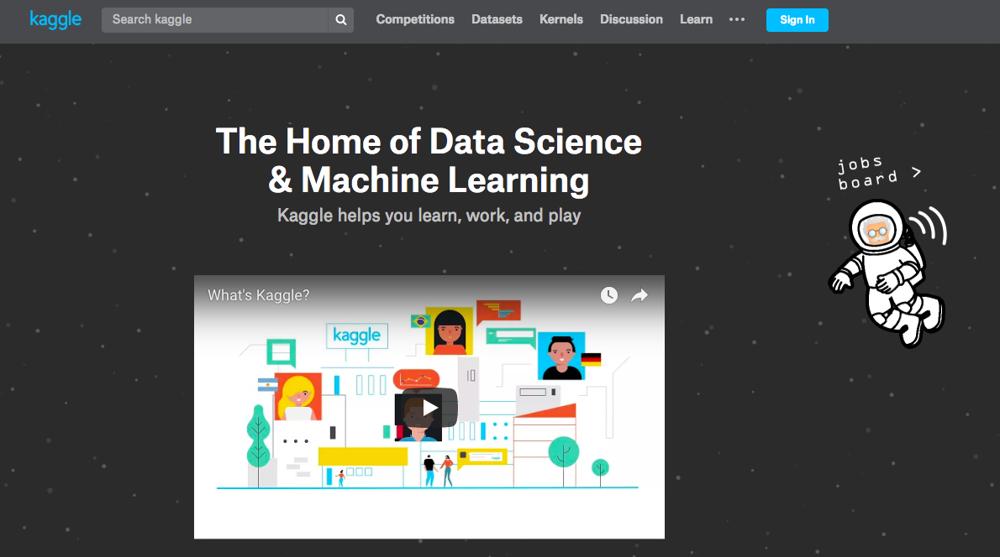 kaggle
Search kaggle
Competitions Datasets Kernels Discussion Learn
Sign In
The Home of Data Science
& Machine Learning
Kaggle helps you learn, work, and play
jobs
board >
What's Kaggle?
kaggle